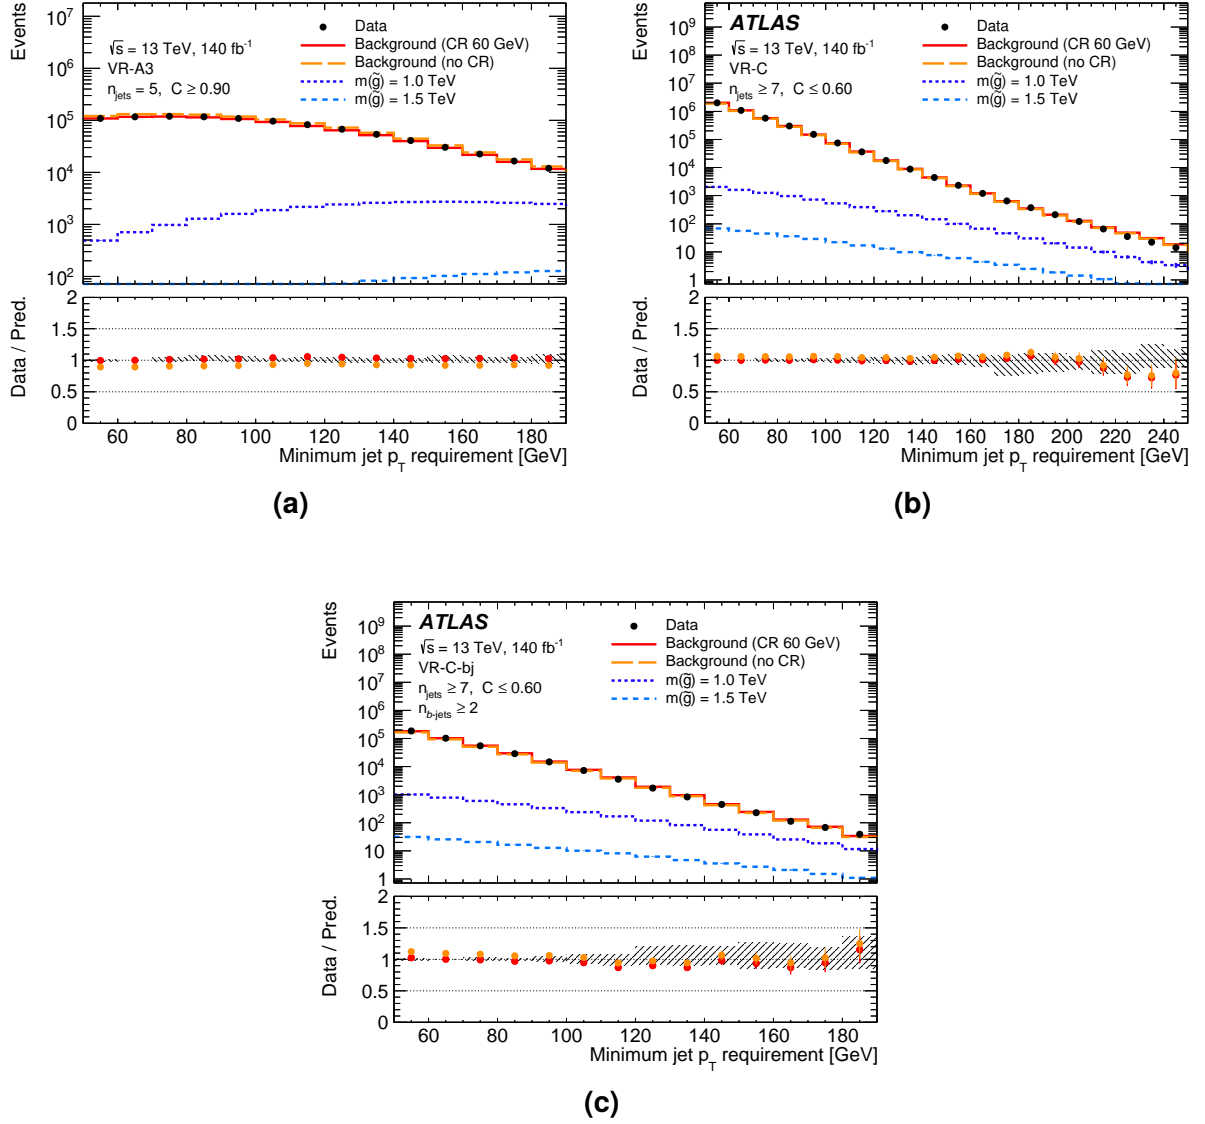 Events
10⁷
10⁶
10⁵
10⁴
10³
10²
√s = 13 TeV, 140 fb⁻¹
VR-A3
n_jets = 5, C ≥ 0.90
Data
Background (CR 60 GeV)
Background (no CR)
m(g̃) = 1.0 TeV
m(g̃) = 1.5 TeV
Data / Pred.
2
1.5
1
0.5
0
60 80 100 120 140 160 180
Minimum jet p_T requirement [GeV]
(a)
Events
10⁹
10⁸
10⁷
10⁶
10⁵
10⁴
10³
10²
10
1
ATLAS
√s = 13 TeV, 140 fb⁻¹
VR-C
n_jets ≥ 7, C ≤ 0.60
Data
Background (CR 60 GeV)
Background (no CR)
m(g̃) = 1.0 TeV
m(g̃) = 1.5 TeV
Data / Pred.
2
1.5
1
0.5
0
60 80 100 120 140 160 180 200 220 240
Minimum jet p_T requirement [GeV]
(b)
Events
10⁹
10⁸
10⁷
10⁶
10⁵
10⁴
10³
10²
10
1
ATLAS
√s = 13 TeV, 140 fb⁻¹
VR-C-bj
n_jets ≥ 7, C ≤ 0.60
n_b-jets ≥ 2
Data
Background (CR 60 GeV)
Background (no CR)
m(g̃) = 1.0 TeV
m(g̃) = 1.5 TeV
Data / Pred.
2
1.5
1
0.5
0
60 80 100 120 140 160 180
Minimum jet p_T requirement [GeV]
(c)